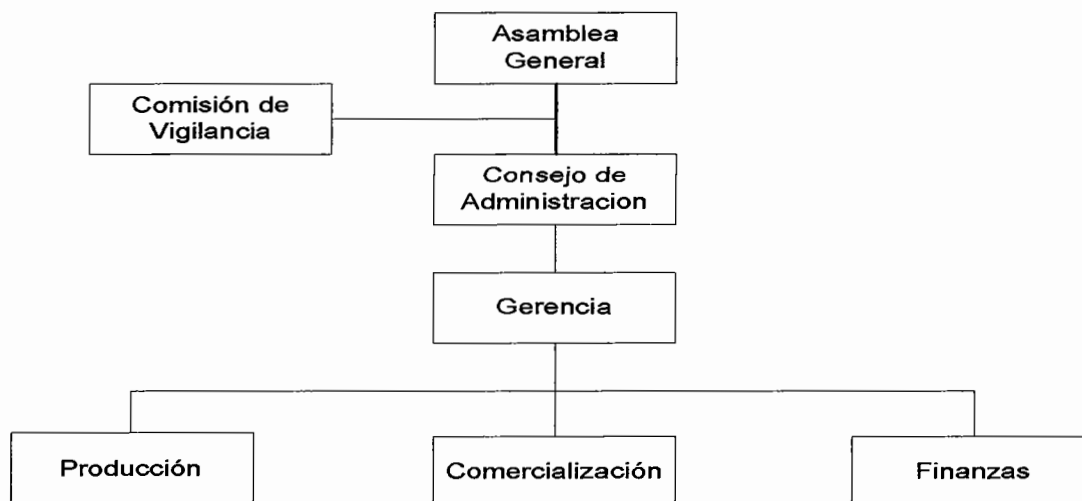 Asamblea
General
Comisión de
Vigilancia
Consejo de
Administracion
Gerencia
Producción
Comercialización
Finanzas